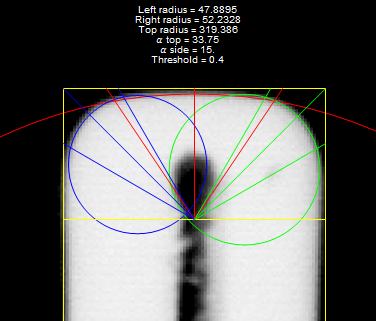 Left radius = 47.8895
Right radius = 52.2328
Top radius = 319.386
α top = 33.75
α side = 15.
Threshold = 0.4